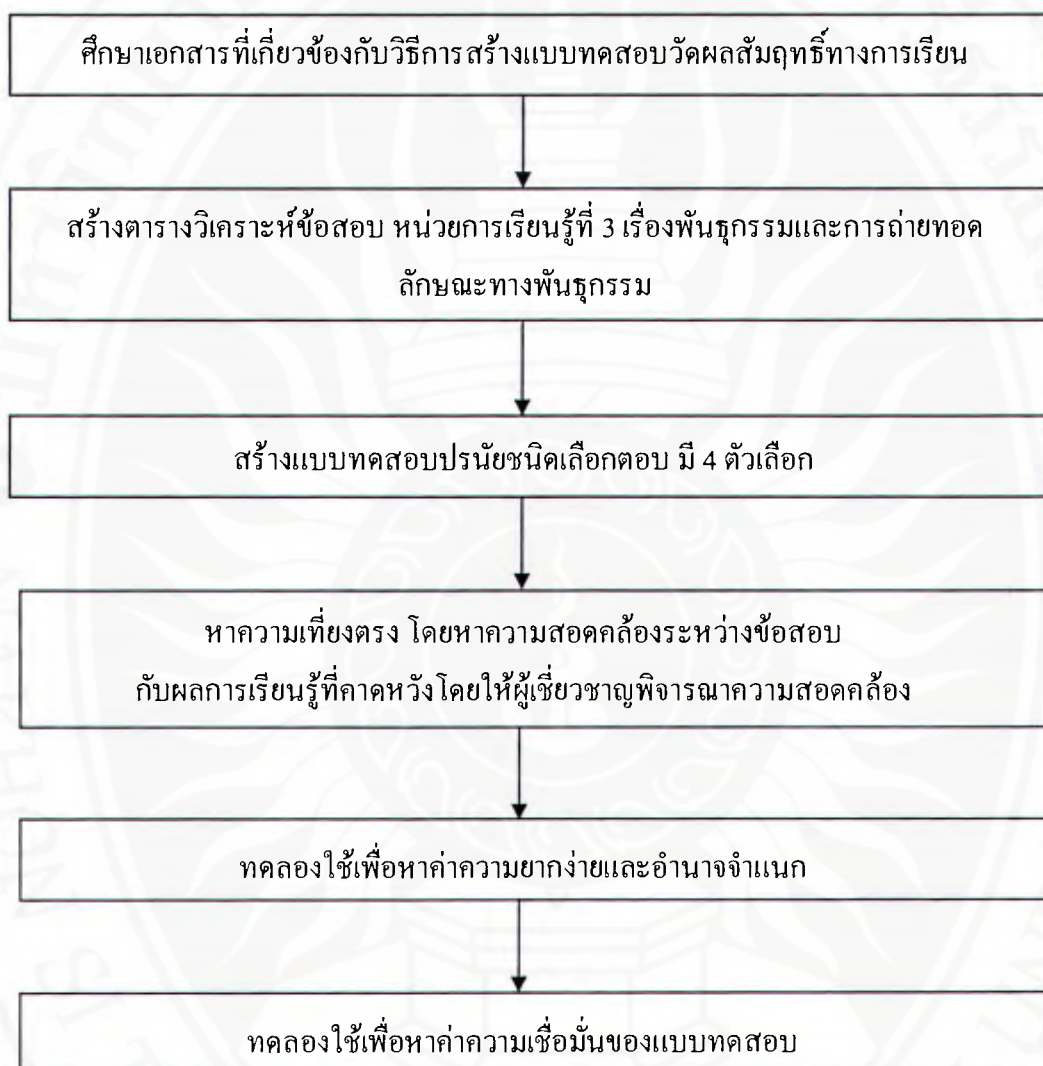 ศึกษาเอกสารที่เกี่ยวข้องกับวิธีการสร้างแบบทดสอบวัดผลสัมฤทธิ์ทางการเรียน
สร้างตารางวิเคราะห์ข้อสอบ หน่วยการเรียนรู้ที่ 3 เรื่องพันธุกรรมและการถ่ายทอด
ลักษณะทางพันธุกรรม
สร้างแบบทดสอบปรนัยชนิดเลือกตอบ มี 4 ตัวเลือก
หาความเที่ยงตรง โดยหาความสอดคล้องระหว่างข้อสอบ
กับผลการเรียนรู้ที่คาดหวังโดยให้ผู้เชี่ยวชาญพิจารณาความสอดคล้อง
ทดลองใช้เพื่อหาค่าความยากง่ายและอำนาจจำแนก
ทดลองใช้เพื่อหาค่าความเชื่อมั่นของแบบทดสอบ